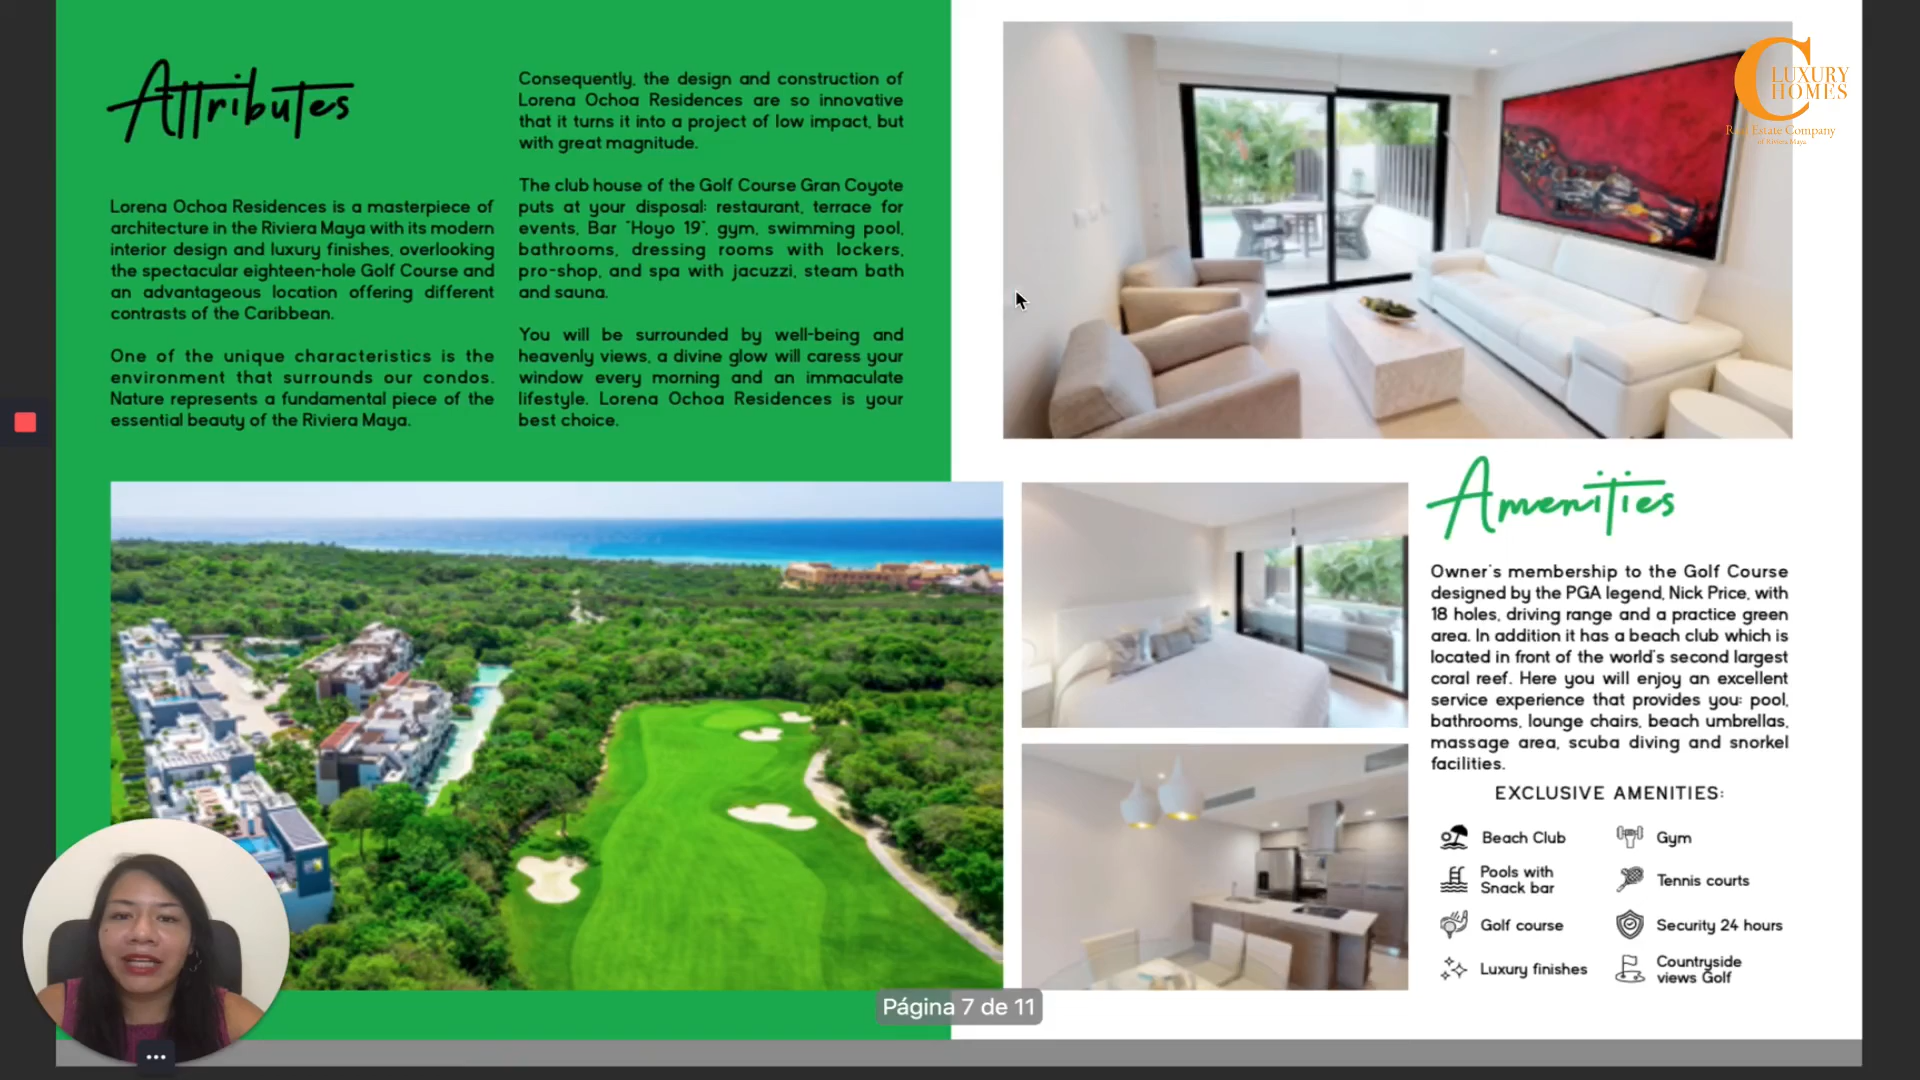 Attributes
Lorena Ochoa Residences is a masterpiece of
architecture in the Riviera Maya with its modern
interior design and luxury finishes, overlooking
the spectacular eighteen-hole Golf Course and
an advantageous location offering different
contrasts of the Caribbean.
One of the unique characteristics is the
environment that surrounds our condos.
Nature represents a fundamental piece of the
essential beauty of the Riviera Maya.
Consequently, the design and construction of
Lorena Ochoa Residences are so innovative
that it turns it into a project of low impact, but
with great magnitude.
The club house of the Golf Course Gran Coyote
puts at your disposal: restaurant, terrace for
events, Bar "Hoyo 19", gym, swimming pool,
bathrooms, dressing rooms with lockers,
pro-shop, and spa with jacuzzi, steam bath
and sauna.
You will be surrounded by well-being and
heavenly views, a divine glow will caress your
window every morning and an immaculate
lifestyle. Lorena Ochoa Residences is your
best choice.
C LUXURY
HOMES
Real Estate Company
of Riviera Maya
Amenities
Owner's membership to the Golf Course
designed by the PGA legend, Nick Price, with
18 holes, driving range and a practice green
area. In addition it has a beach club which is
located in front of the world's second largest
coral reef. Here you will enjoy an excellent
service experience that provides you: pool,
bathrooms, lounge chairs, beach umbrellas,
massage area, scuba diving and snorkel
facilities.
EXCLUSIVE AMENITIES:
Beach Club
Gym
Pools with
Snack bar
Tennis courts
Golf course
Security 24 hours
Luxury finishes
Countryside
views Golf
Página 7 de 11